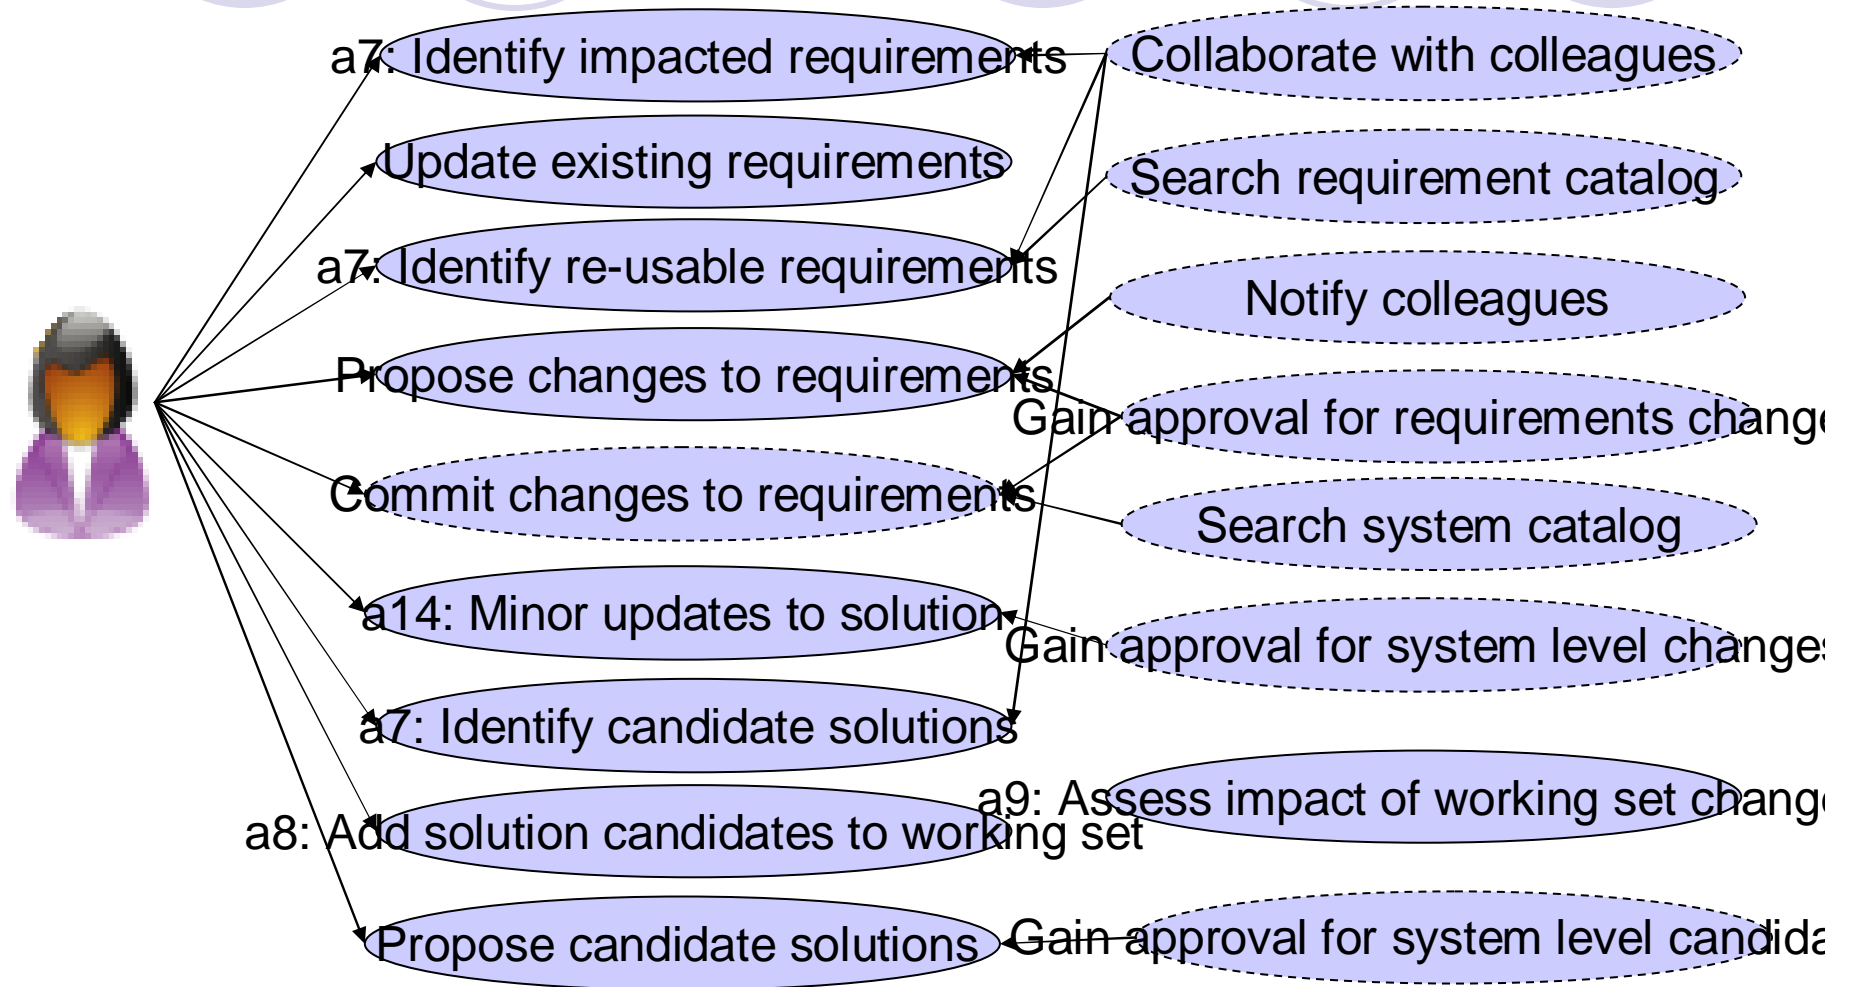 a7: Identify impacted requirements
Update existing requirements
a7: Identify re-usable requirements
Propose changes to requirements
Commit changes to requirements
a14: Minor updates to solution
a7: Identify candidate solutions
a8: Add solution candidates to working set
Propose candidate solutions
Collaborate with colleagues
Search requirement catalog
Notify colleagues
Gain approval for requirements change
Search system catalog
Gain approval for system level changes
a9: Assess impact of working set change
Gain approval for system level candida